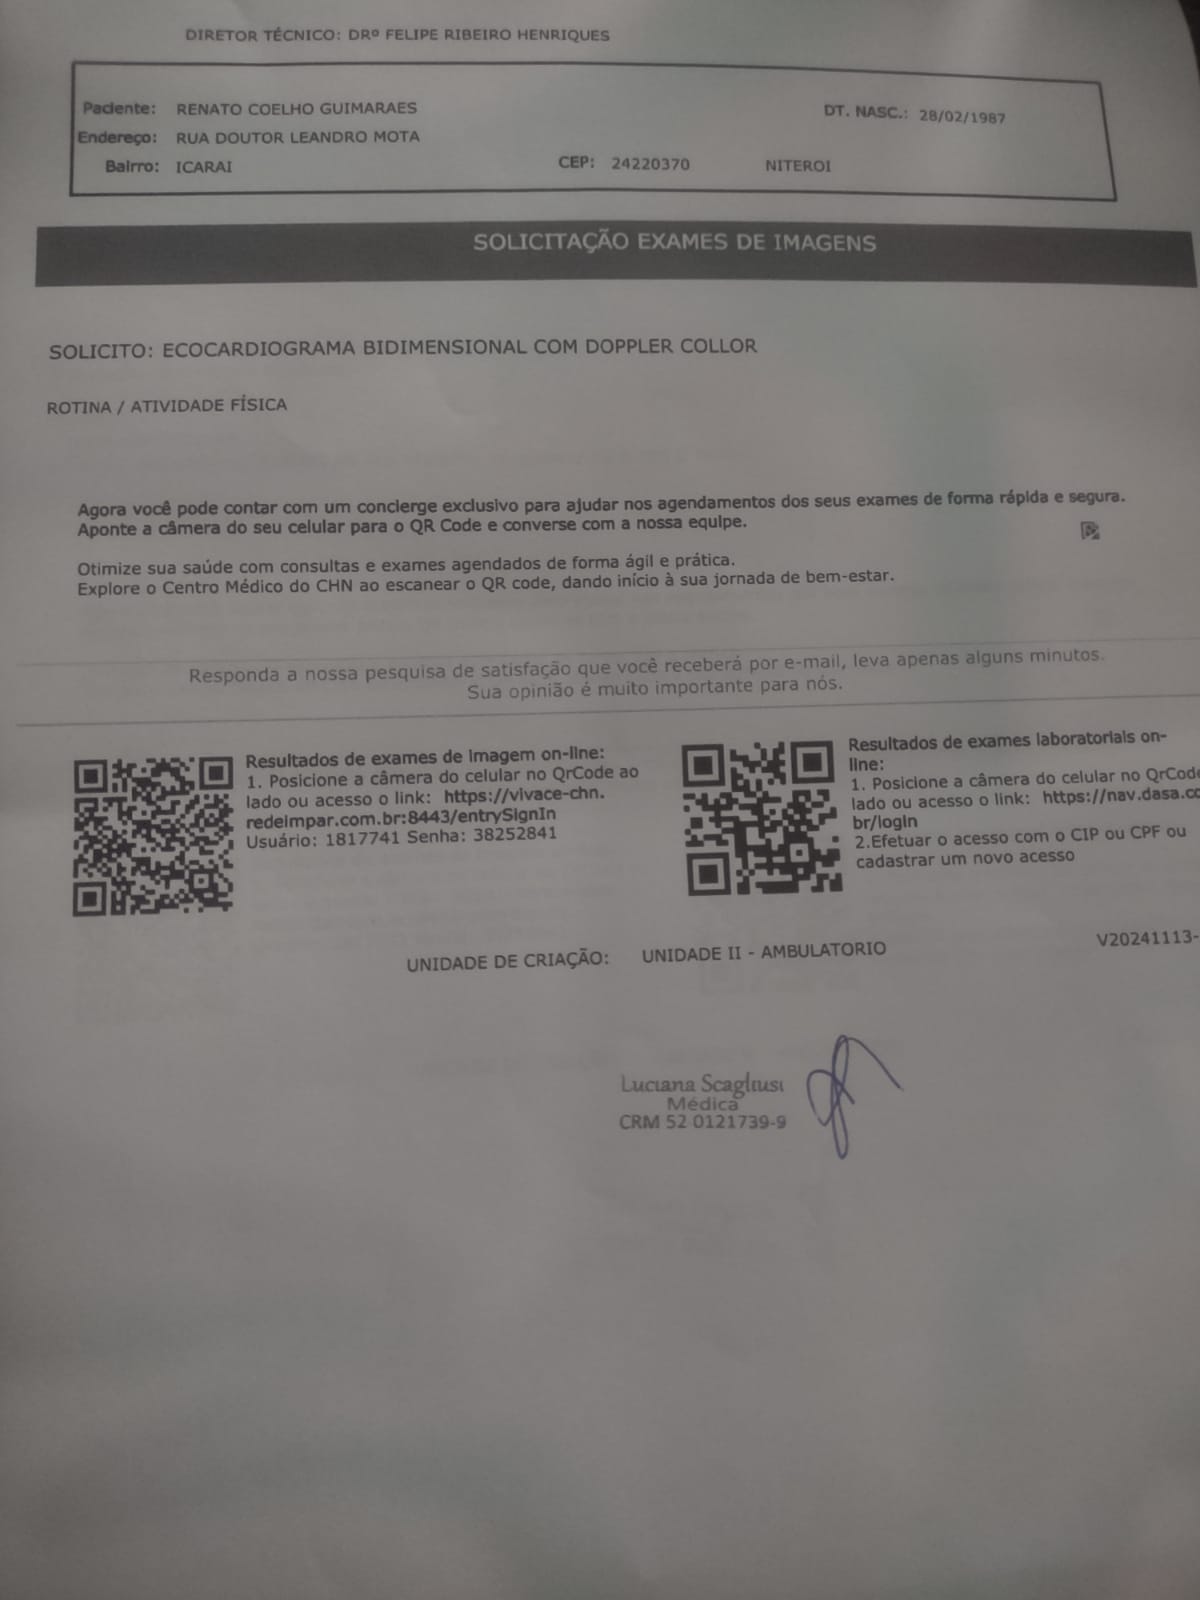 DIRETOR TÉCNICO: DRº FELIPE RIBEIRO HENRIQUES
Paciente: RENATO COELHO GUIMARAES DT. NASC.: 28/02/1987
Endereço: RUA DOUTOR LEANDRO MOTA
Bairro: ICARAI CEP: 24220370 NITEROI
SOLICITAÇÃO EXAMES DE IMAGENS
SOLICITO: ECOCARDIOGRAMA BIDIMENSIONAL COM DOPPLER COLLOR
ROTINA / ATIVIDADE FÍSICA
Agora você pode contar com um concierge exclusivo para ajudar nos agendamentos dos seus exames de forma rápida e segura.
Aponte a câmera do seu celular para o QR Code e converse com a nossa equipe.
Otimize sua saúde com consultas e exames agendados de forma ágil e prática.
Explore o Centro Médico do CHN ao escanear o QR code, dando início à sua jornada de bem-estar.
Responda a nossa pesquisa de satisfação que você receberá por e-mail, leva apenas alguns minutos.
Sua opinião é muito importante para nós.
Resultados de exames de imagem on-line:
1. Posicione a câmera do celular no QrCode ao
lado ou acesso o link: https://vivace-chn.
redeimpar.com.br:8443/entrySignIn
Usuário: 1817741 Senha: 38252841
Resultados de exames laboratoriais on-
line:
1. Posicione a câmera do celular no QrCode
lado ou acesso o link: https://nav.dasa.co
br/login
2.Efetuar o acesso com o CIP ou CPF ou
cadastrar um novo acesso
UNIDADE DE CRIAÇÃO: UNIDADE II - AMBULATORIO
V20241113-
Luciana Scagliusi
Médica
CRM 52 0121739-9